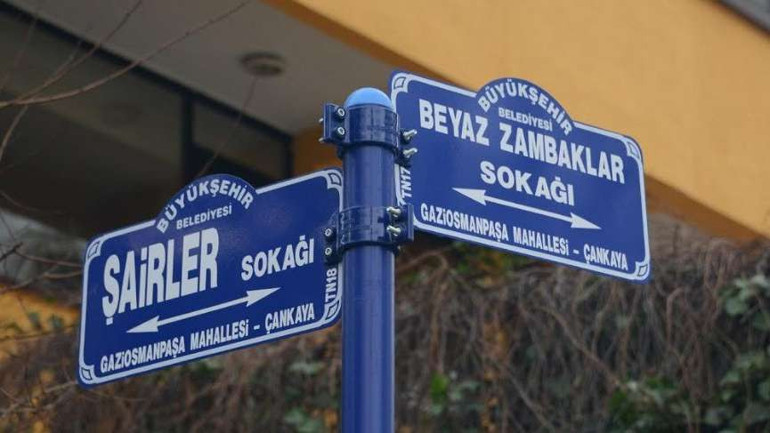 BÜYÜKŞEHİR
BELEDİYESİ
ŞAİRLER SOKAĞI
GAZİOSMANPAŞA MAHALLESİ - ÇANKAYA
TN18
BÜYÜKŞEHİR
BELEDİYESİ
BEYAZ ZAMBAKLAR
SOKAĞI
GAZİOSMANPAŞA MAHALLESİ - ÇANKAYA
TN17